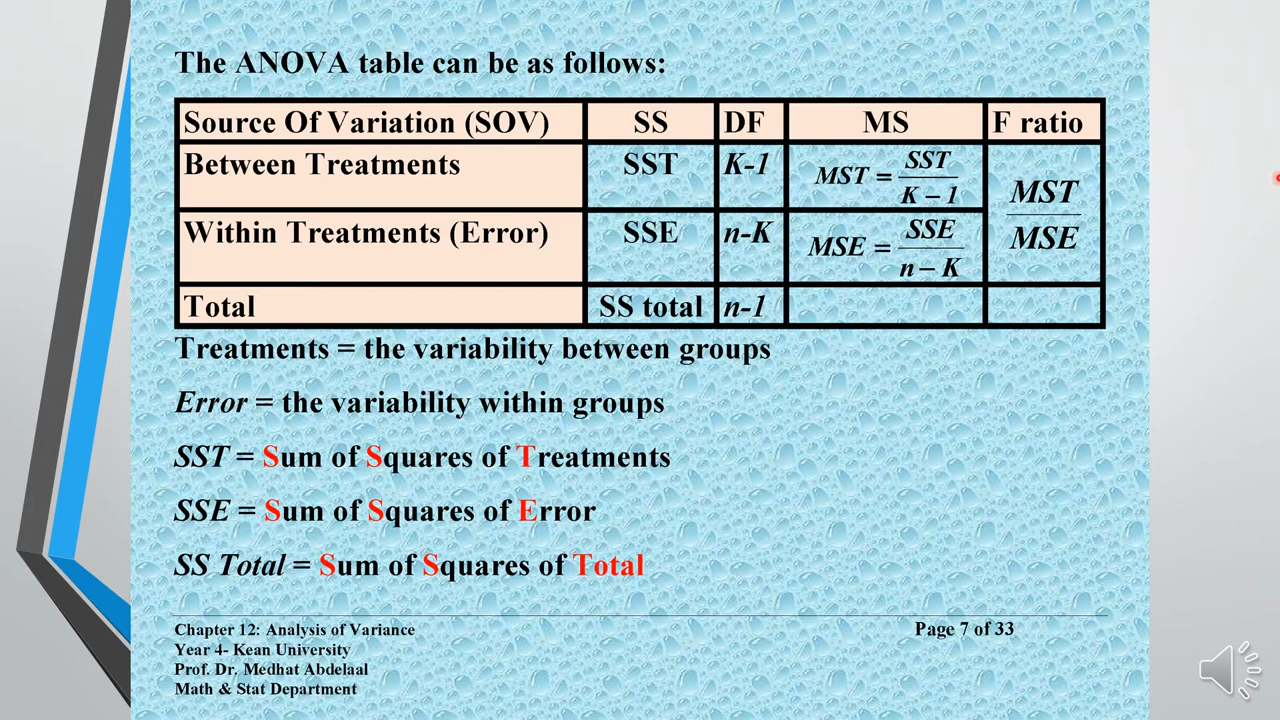 The ANOVA table can be as follows:
Source Of Variation (SOV) SS DF MS F ratio
Between Treatments SST K-1 MST = SST / K – 1 MST / MSE
Within Treatments (Error) SSE n-K MSE = SSE / n – K
Total SS total n-1
Treatments = the variability between groups
Error = the variability within groups
SST = Sum of Squares of Treatments
SSE = Sum of Squares of Error
SS Total = Sum of Squares of Total
Chapter 12: Analysis of Variance Page 7 of 33
Year 4- Kean University
Prof. Dr. Medhat Abdelaal
Math & Stat Department